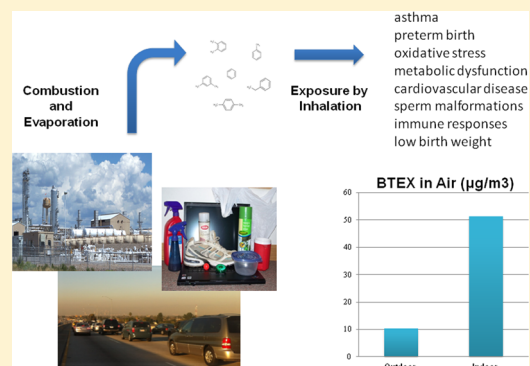 asthma
preterm birth
oxidative stress
metabolic dysfunction
cardiovascular disease
sperm malformations
immune responses
low birth weight
Combustion
and
Evaporation
Exposure by
Inhalation
BTEX in Air (µg/m3)
60
50
40
30
20
10
0